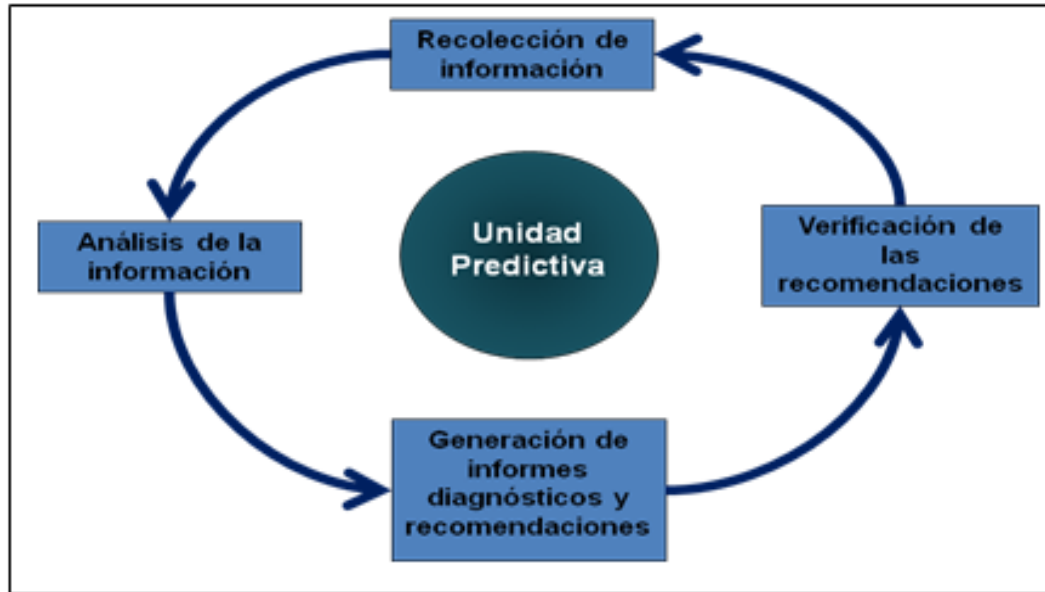 Recolección de
información
Análisis de la
información
Unidad
Predictiva
Verificación de
las
recomendaciones
Generación de
informes
diagnósticos y
recomendaciones